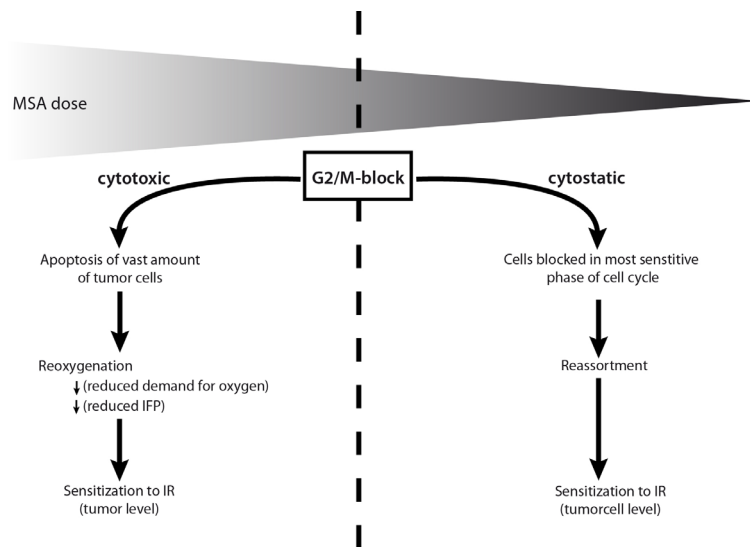 MSA dose
G2/M-block
cytotoxic
cytostatic
Apoptosis of vast amount
of tumor cells
Cells blocked in most senstitive
phase of cell cycle
Reoxygenation
↓ (reduced demand for oxygen)
↓ (reduced IFP)
Reassortment
Sensitization to IR
(tumor level)
Sensitization to IR
(tumorcell level)